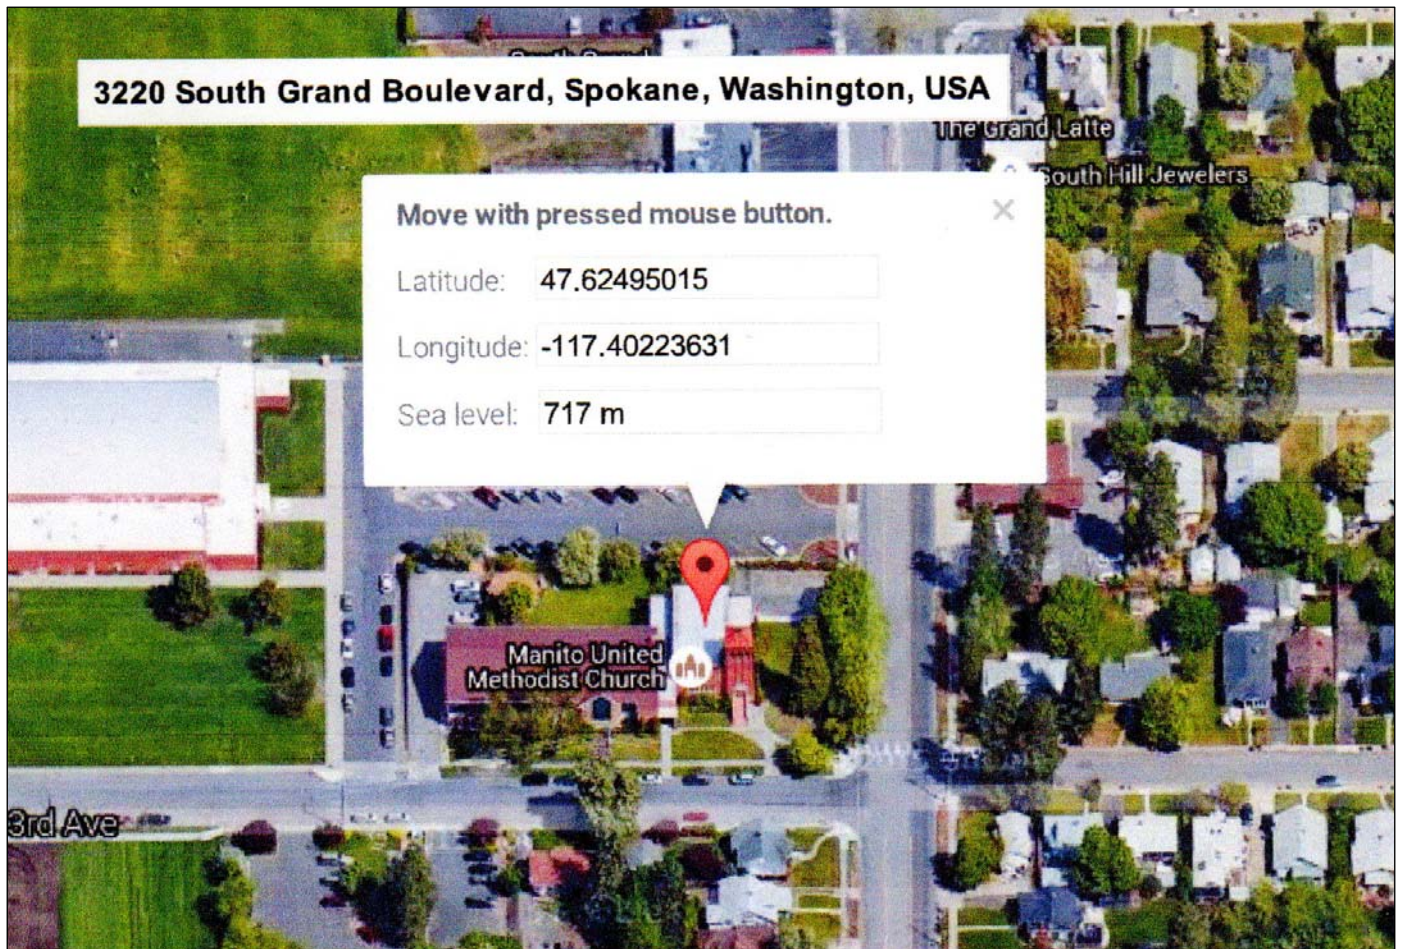 3220 South Grand Boulevard, Spokane, Washington, USA
The Grand Latte
South Hill Jewelers
Move with pressed mouse button.
Latitude: 47.62495015
Longitude: -117.40223631
Sea level: 717 m
Manito United
Methodist Church
3rd Ave